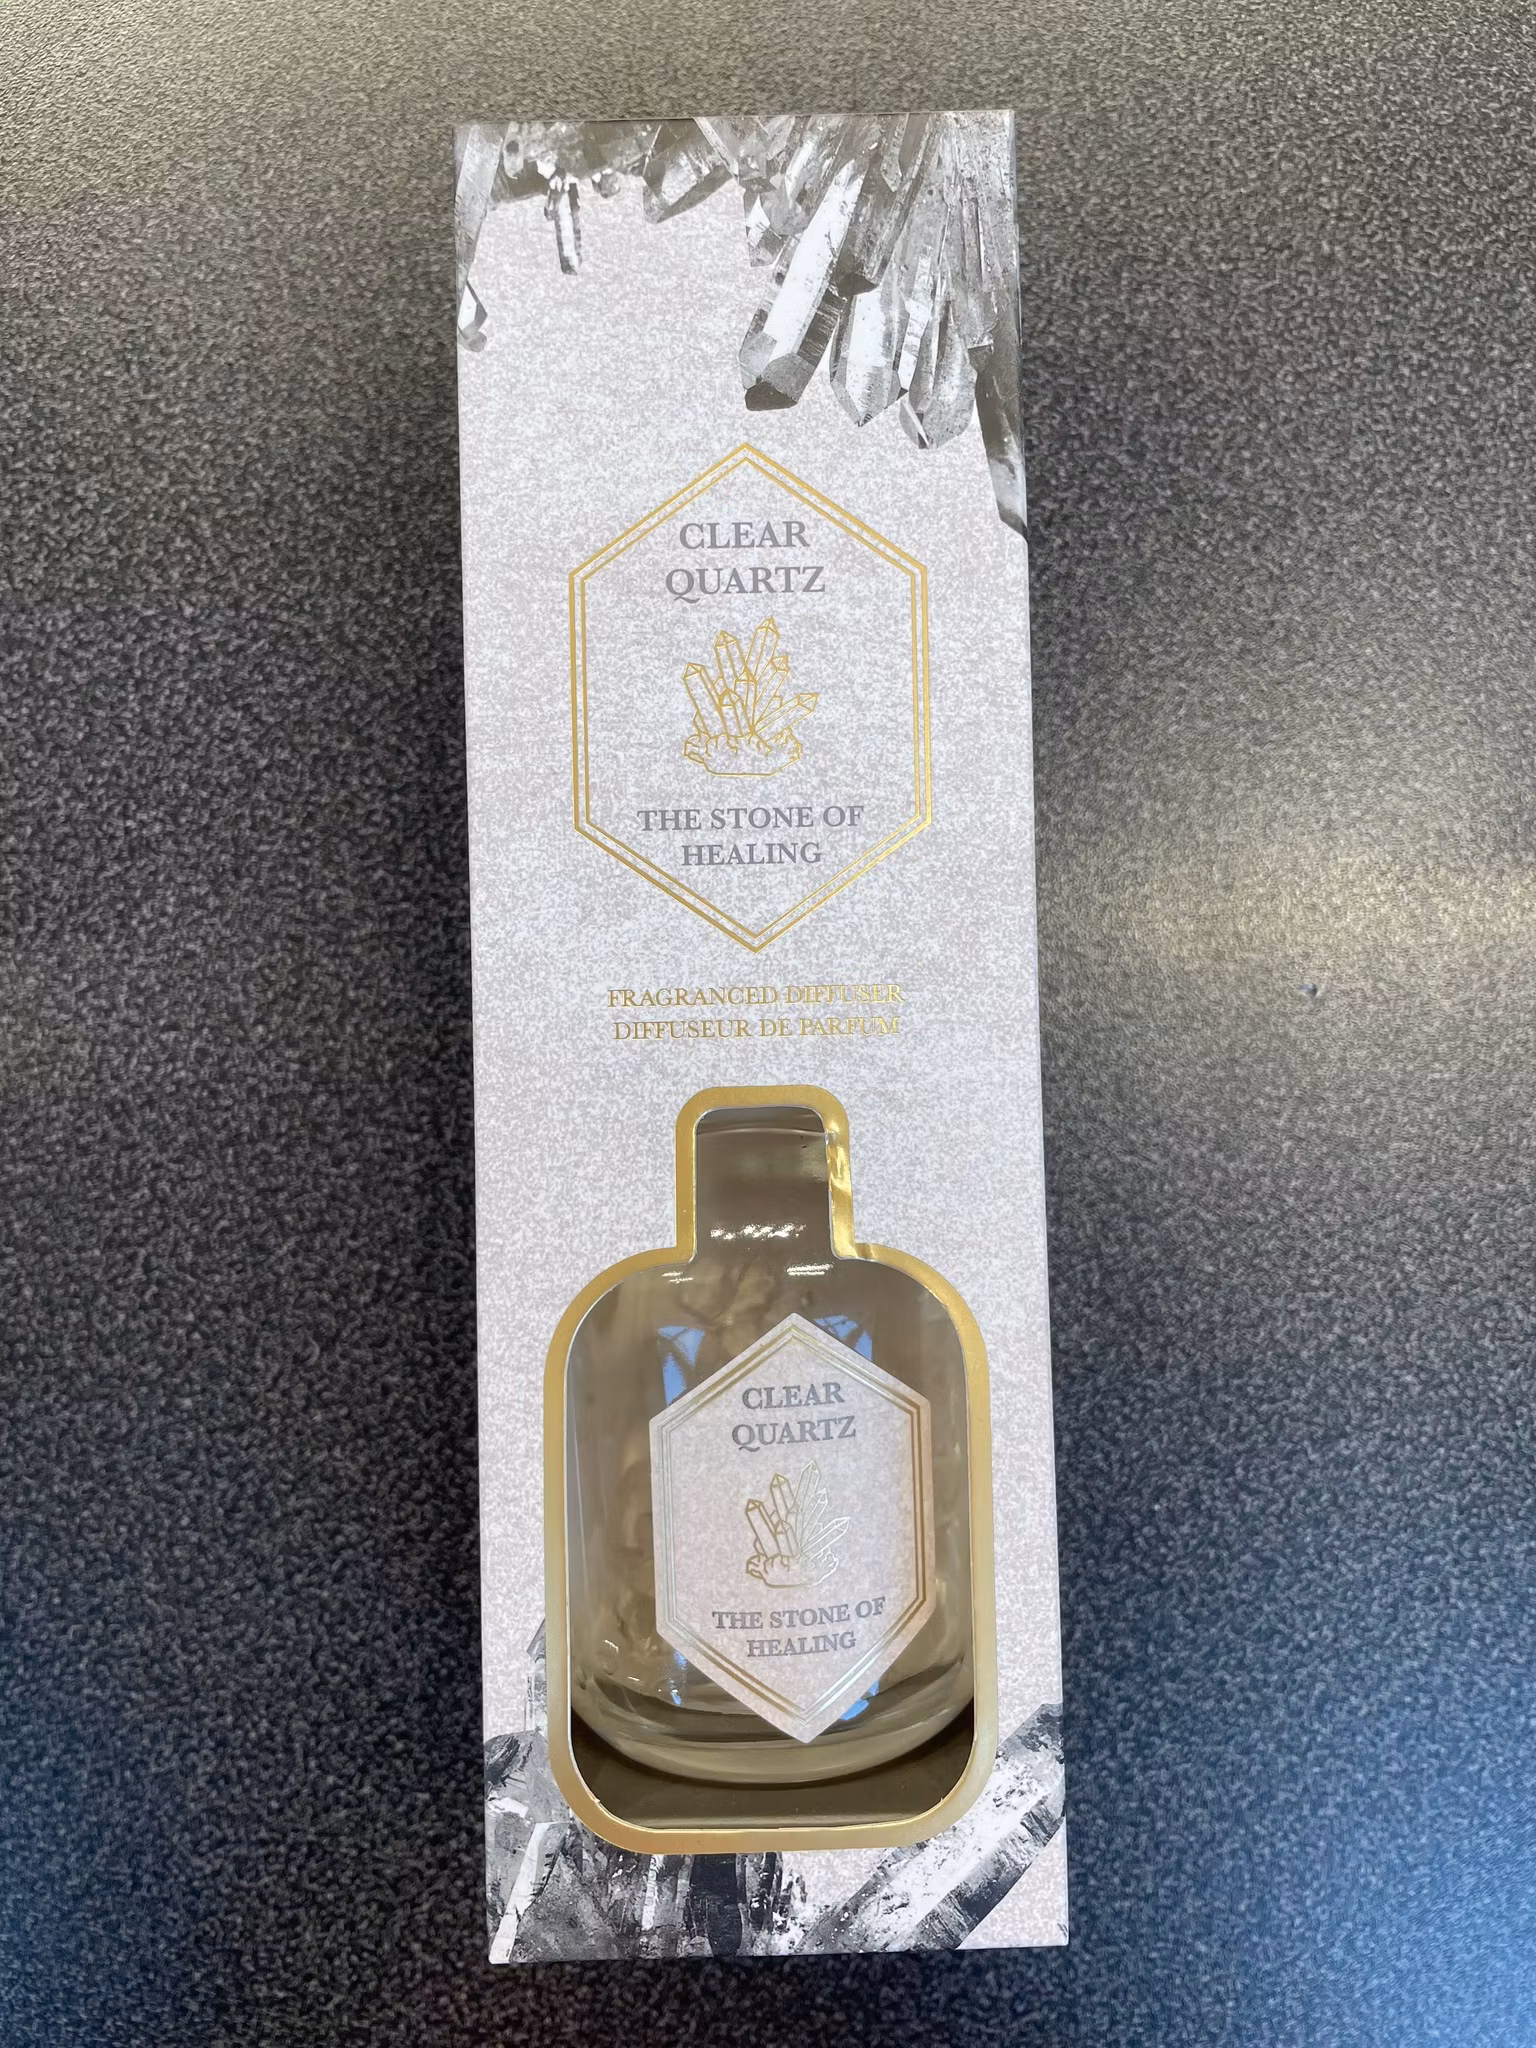 CLEAR
QUARTZ
THE STONE OF
HEALING
FRAGRANCED DIFFUSER
DIFFUSEUR DE PARFUM
CLEAR
QUARTZ
THE STONE OF
HEALING